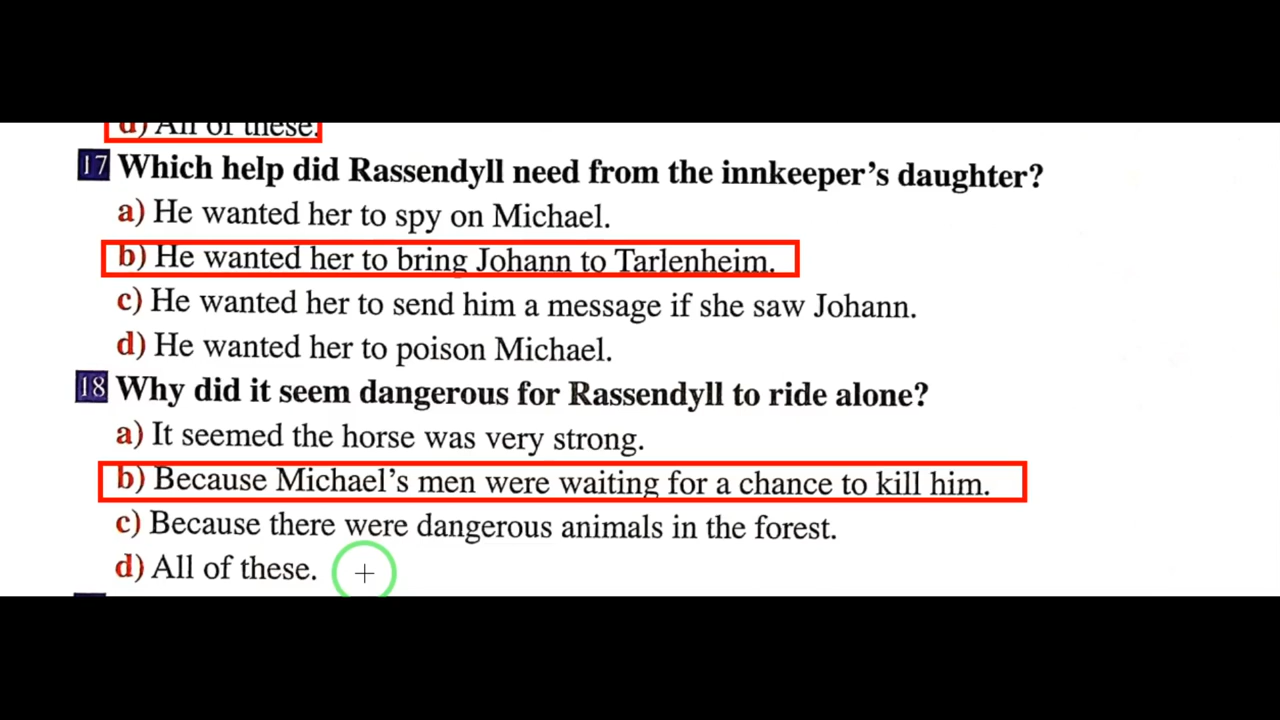 d) All of these.
17 Which help did Rassendyll need from the innkeeper's daughter?
a) He wanted her to spy on Michael.
b) He wanted her to bring Johann to Tarlenheim.
c) He wanted her to send him a message if she saw Johann.
d) He wanted her to poison Michael.
18 Why did it seem dangerous for Rassendyll to ride alone?
a) It seemed the horse was very strong.
b) Because Michael's men were waiting for a chance to kill him.
c) Because there were dangerous animals in the forest.
d) All of these.